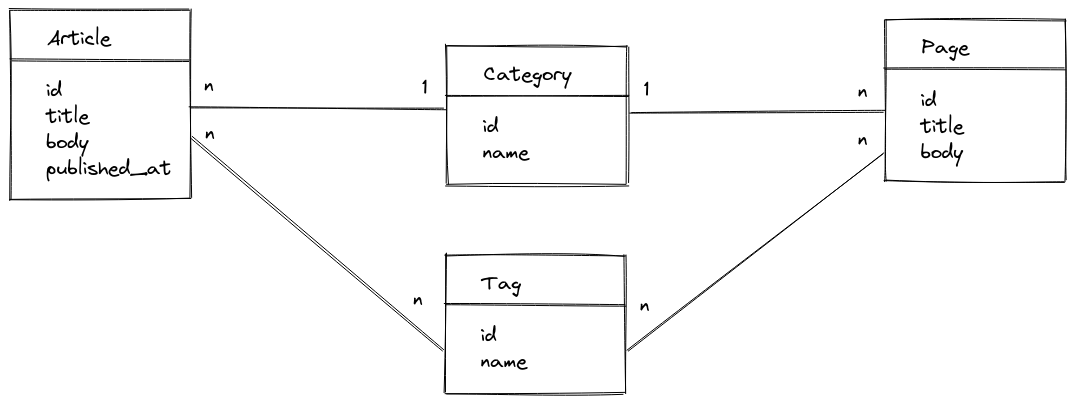 Article
id
title
body
published_at
n
1
n
Category
id
name
1
n
n
Page
id
title
body
Tag
id
name
n
n